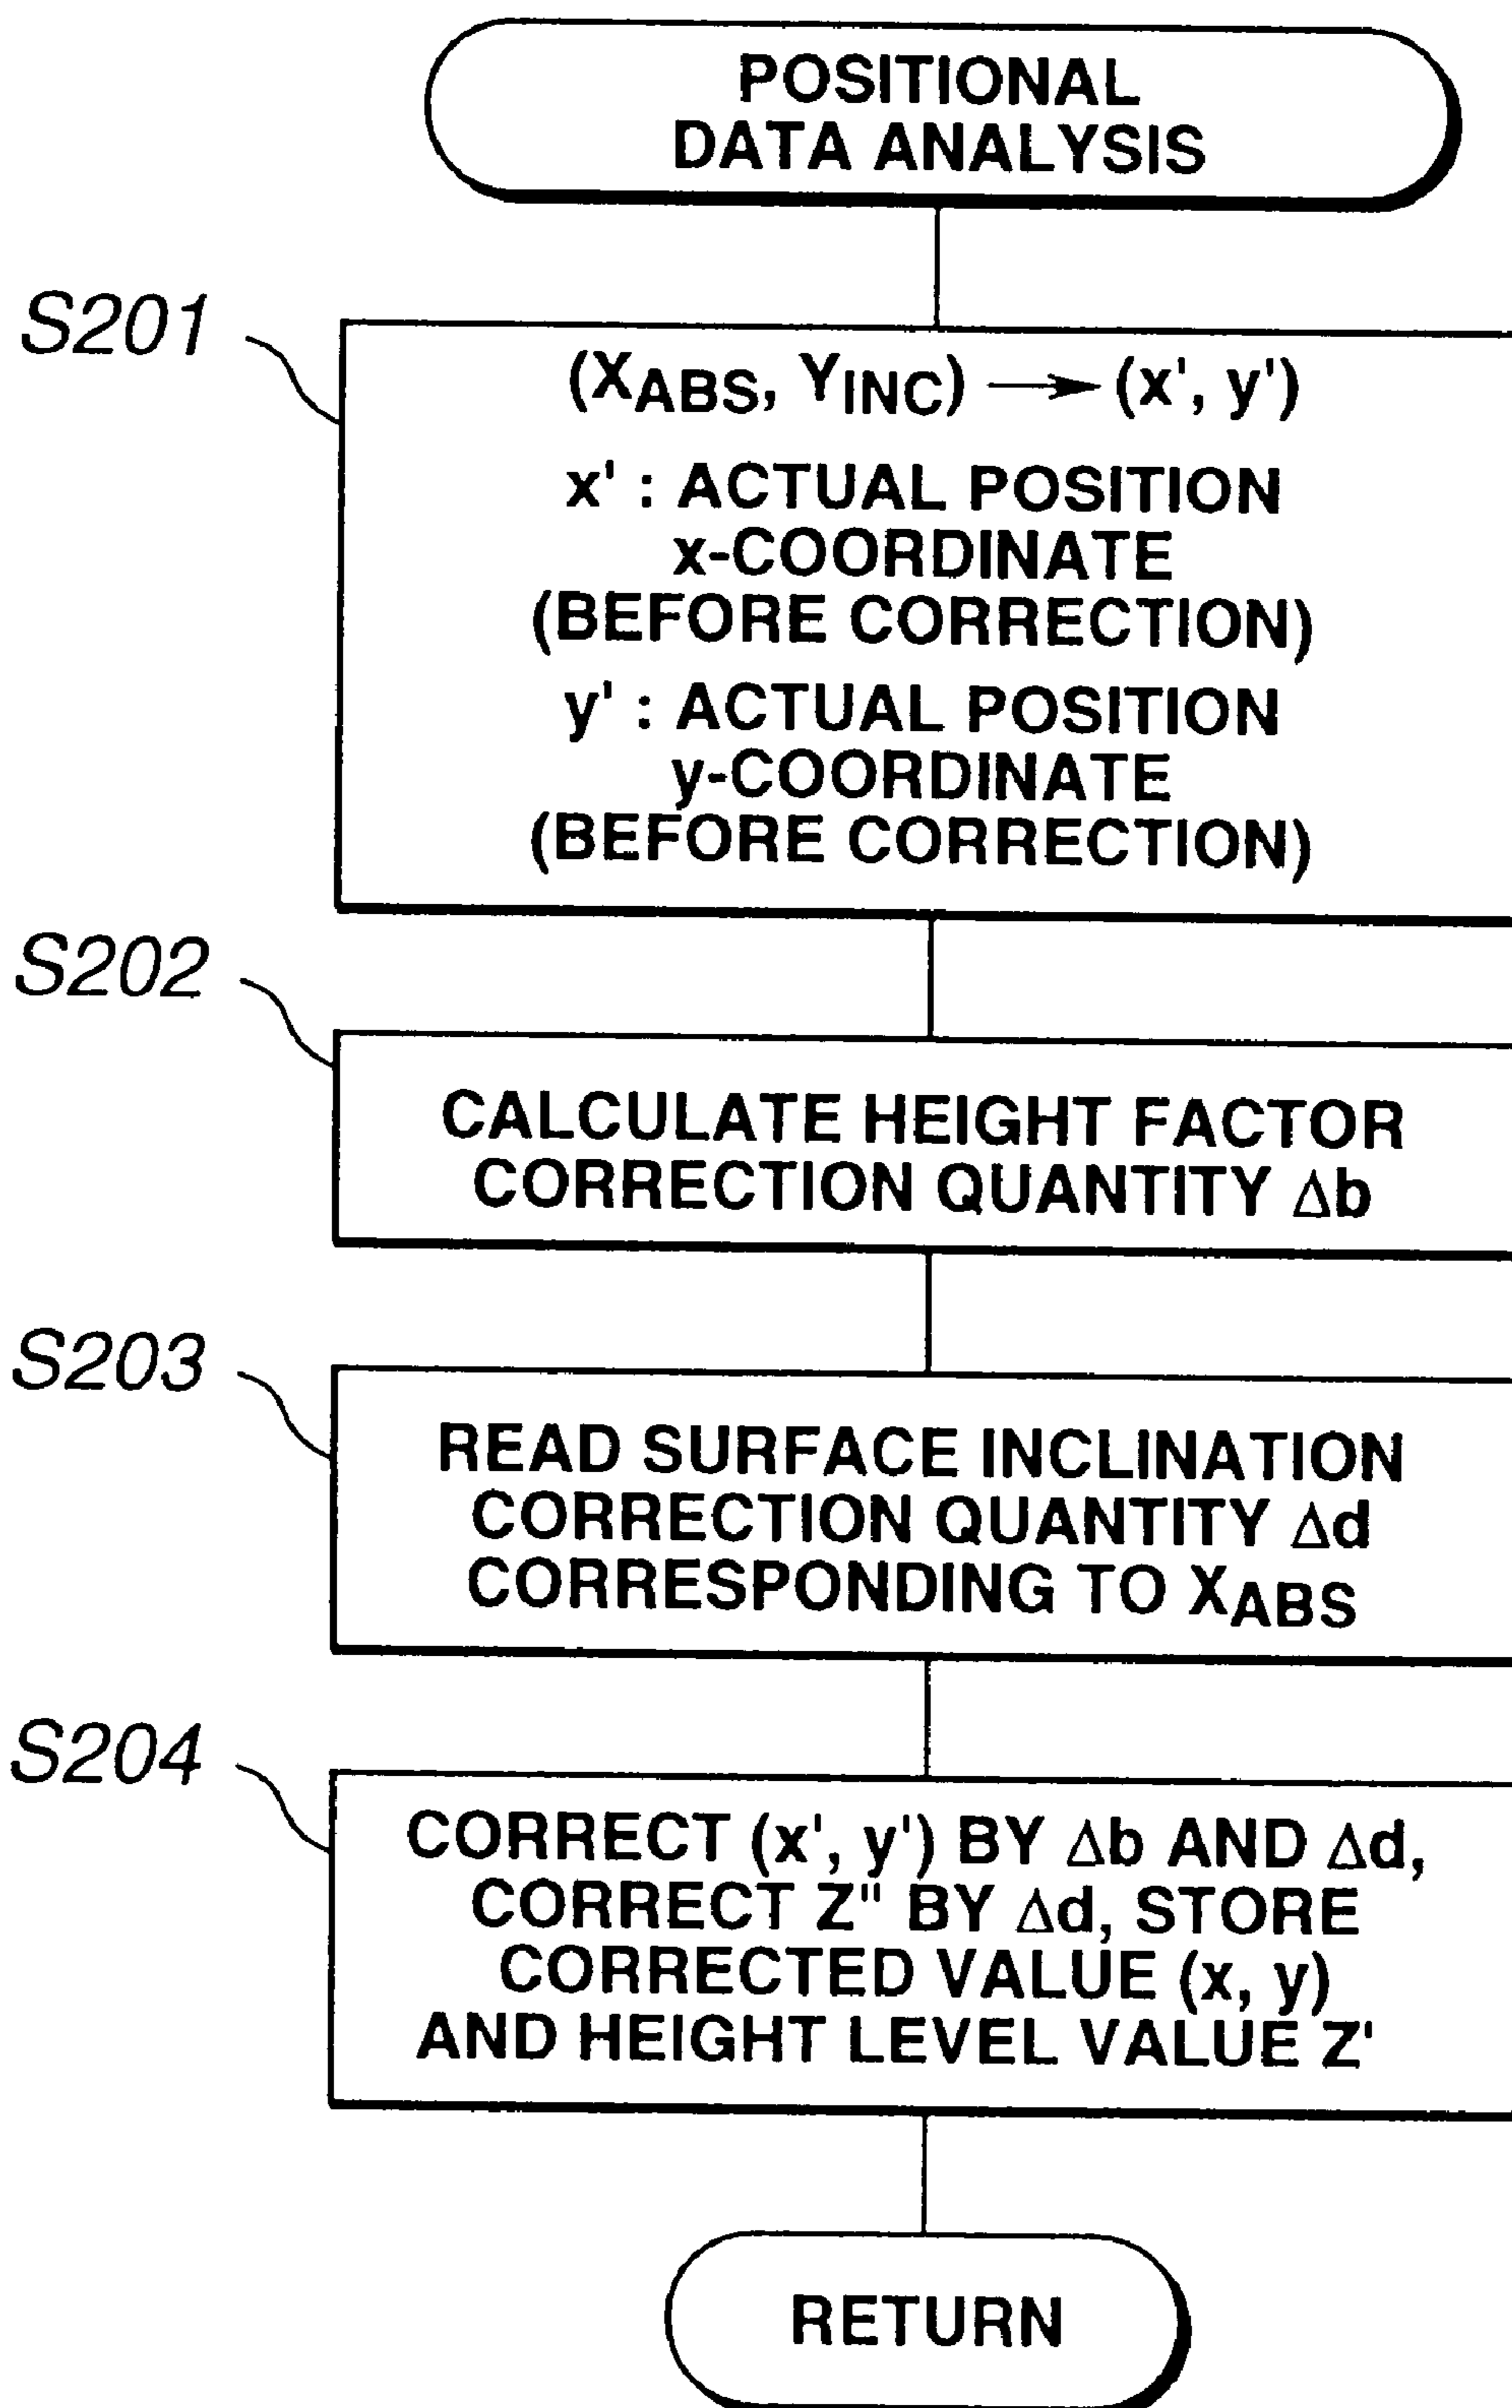 POSITIONAL
DATA ANALYSIS
S201
(XABS, YINC) → (x', y')
x' : ACTUAL POSITION
x-COORDINATE
(BEFORE CORRECTION)
y' : ACTUAL POSITION
y-COORDINATE
(BEFORE CORRECTION)
S202
CALCULATE HEIGHT FACTOR
CORRECTION QUANTITY Δb
S203
READ SURFACE INCLINATION
CORRECTION QUANTITY Δd
CORRESPONDING TO XABS
S204
CORRECT (x', y') BY Δb AND Δd,
CORRECT Z" BY Δd, STORE
CORRECTED VALUE (x, y)
AND HEIGHT LEVEL VALUE Z'
RETURN